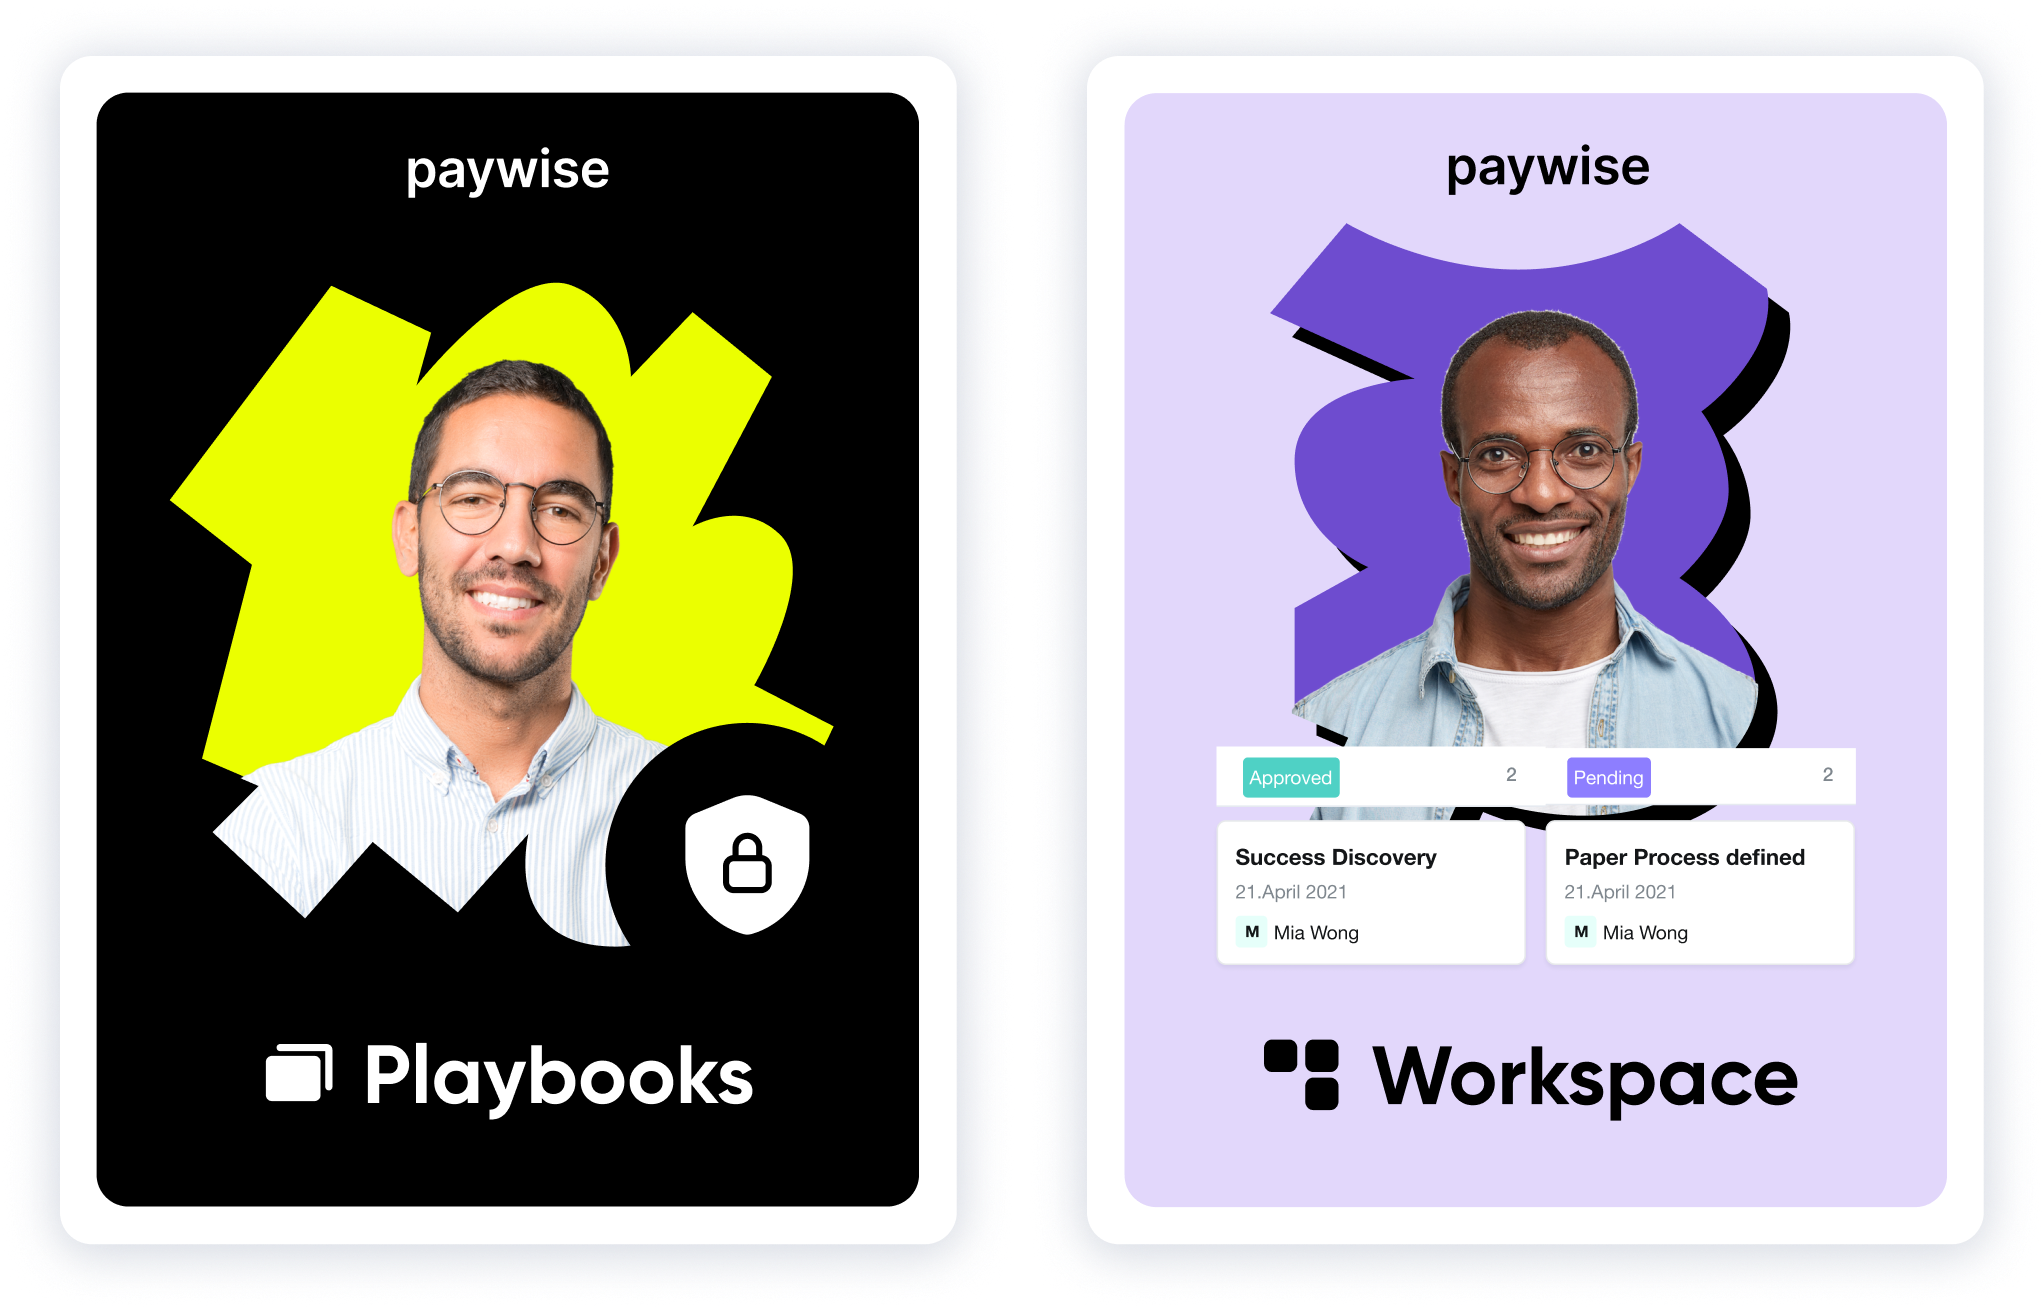 paywise
Playbooks
paywise
Approved 2
Pending 2
Success Discovery
21.April 2021
M Mia Wong
Paper Process defined
21.April 2021
M Mia Wong
Workspace